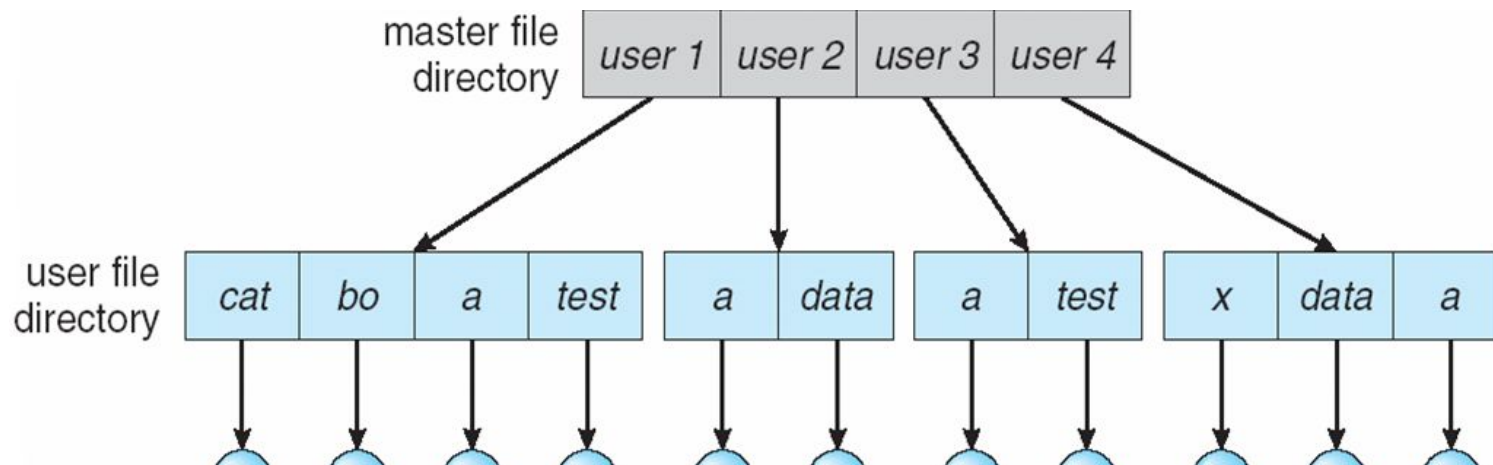 master file
directory
user 1 user 2 user 3 user 4
user file
directory
cat bo a test a data a test x data a